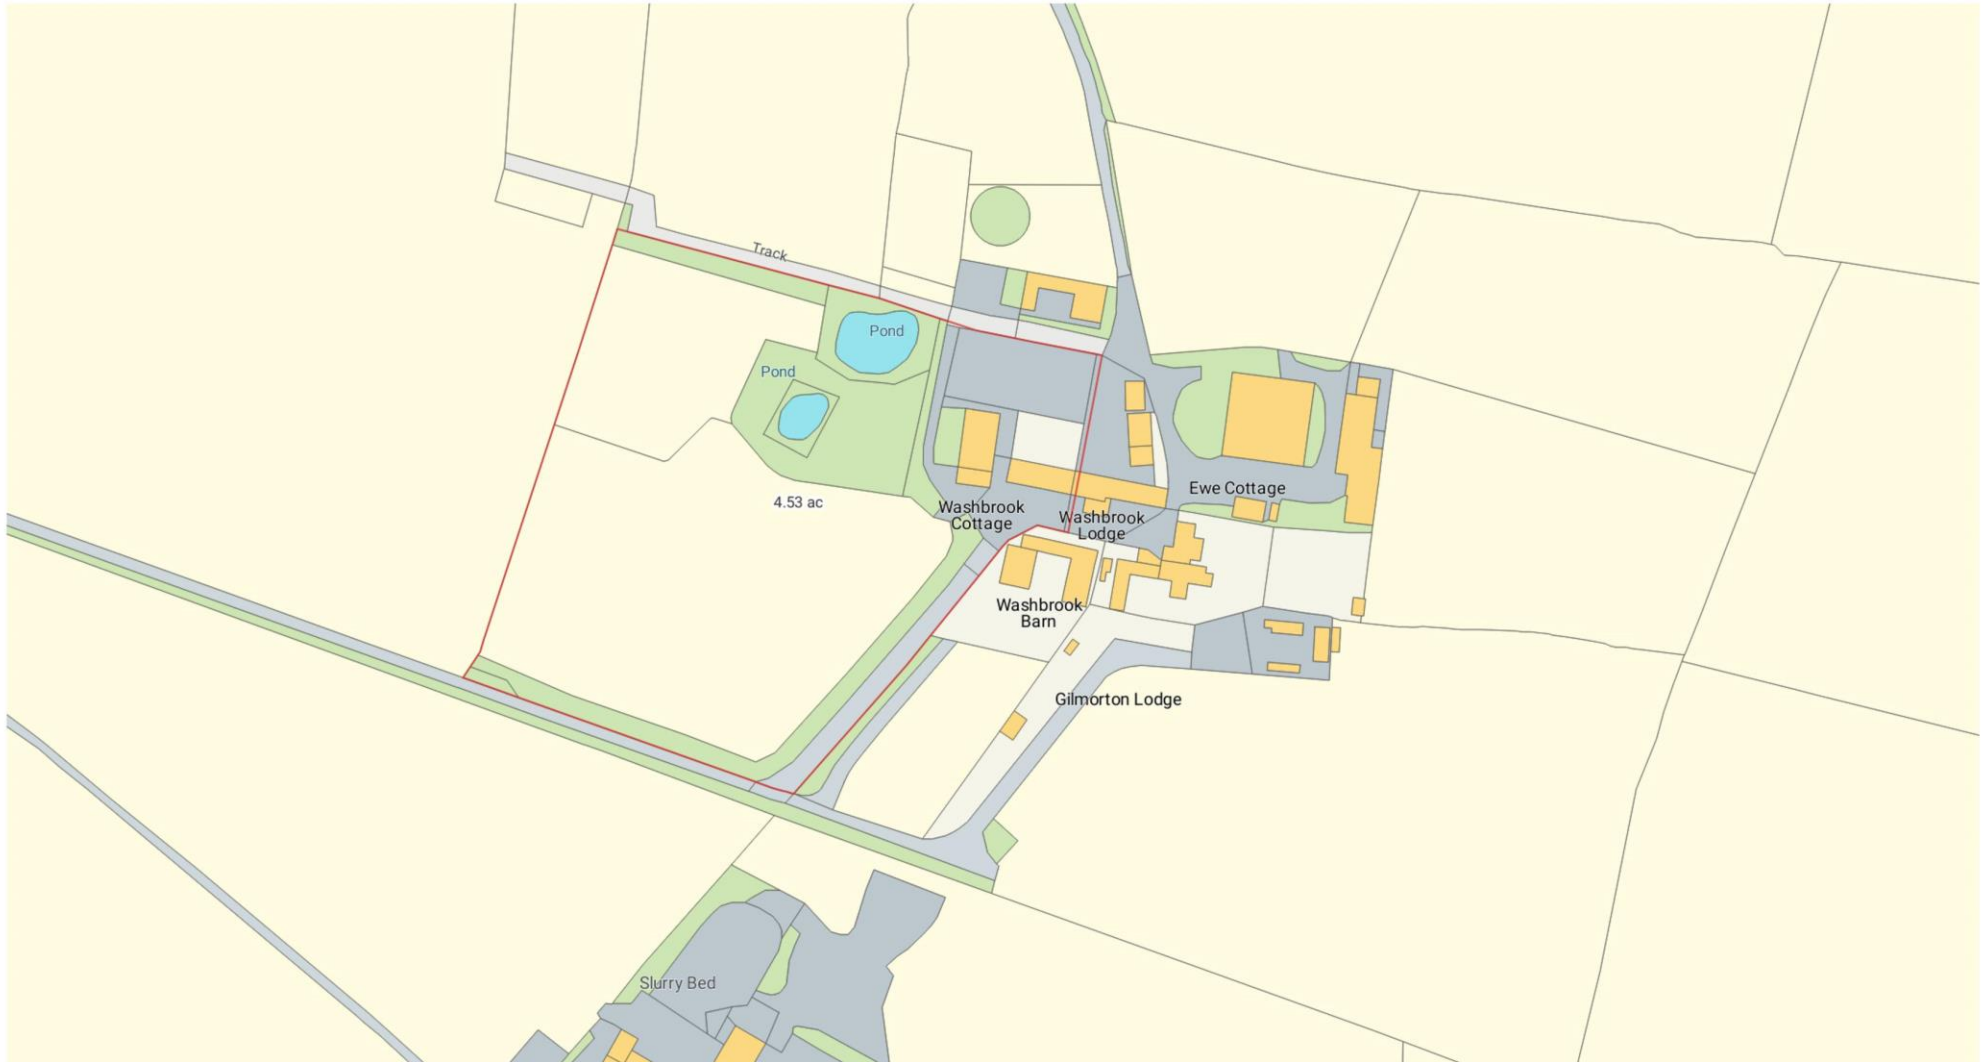 Track
Pond
Pond
Ewe Cottage
4.53 ac
Washbrook
Cottage
Washbrook
Lodge
Washbrook
Barn
Gilmorton Lodge
Slurry Bed